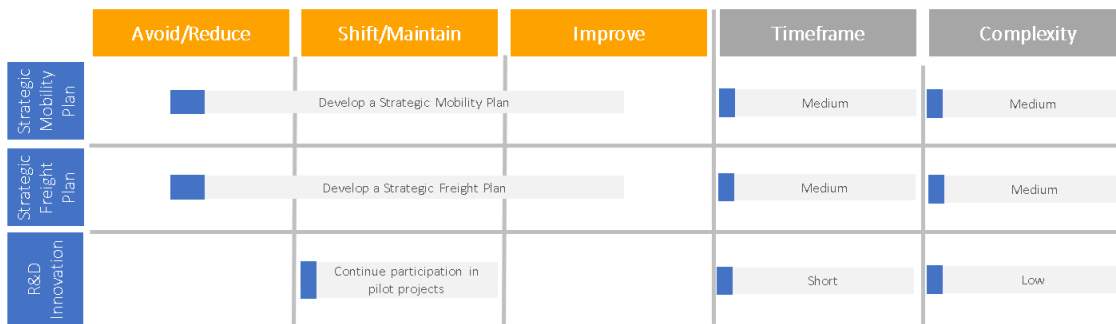 Avoid/Reduce
Shift/Maintain
Improve
Timeframe
Complexity
Strategic
Mobility
Plan
Develop a Strategic Mobility Plan
Medium
Medium
Strategic
Freight
Plan
Develop a Strategic Freight Plan
Medium
Medium
R&D
Innovation
Continue participation in
pilot projects
Short
Low